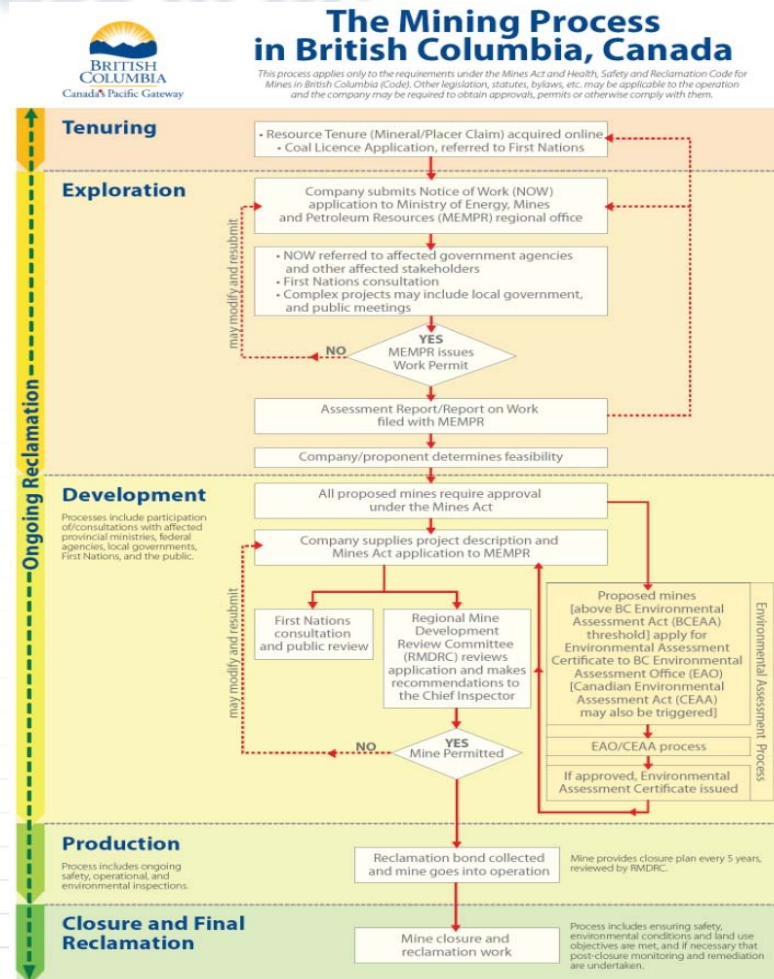 The Mining Process
in British Columbia, Canada
BRITISH
COLUMBIA
Canada's Pacific Gateway
This process applies only to the requirements under the Mines Act and Health, Safety and Reclamation Code for
Mines in British Columbia (Code). Other legislation, statutes, bylaws, etc. may be applicable to the operation
and the company may be required to obtain approvals, permits or otherwise comply with them.
Ongoing Reclamation
Tenuring
• Resource Tenure (Mineral/Placer Claim) acquired online
• Coal Licence Application, referred to First Nations
Exploration
Company submits Notice of Work (NOW)
application to Ministry of Energy, Mines
and Petroleum Resources (MEMPR) regional office
may modify and resubmit
• NOW referred to affected government agencies
and other affected stakeholders
• First Nations consultation
• Complex projects may include local government,
and public meetings
NO
YES
MEMPR issues
Work Permit
Assessment Report/Report on Work
filed with MEMPR
Company/proponent determines feasibility
Development
Processes include participation
of/consultations with affected
provincial ministries, federal
agencies, local governments,
First Nations, and the public.
All proposed mines require approval
under the Mines Act
Company supplies project description and
Mines Act application to MEMPR
may modify and resubmit
First Nations
consultation
and public review
Regional Mine
Development
Review Committee
(RMDRC) reviews
application and makes
recommendations to
the Chief Inspector
Proposed mines
[above BC Environmental
Assessment Act (BCEAA)
threshold] apply for
Environmental Assessment
Certificate to BC Environmental
Assessment Office (EAO)
[Canadian Environmental
Assessment Act (CEAA)
may also be triggered]
Environmental Assessment Process
EAO/CEAA process
If approved, Environmental
Assessment Certificate issued
NO
YES
Mine Permitted
Production
Process includes ongoing
safety, operational, and
environmental inspections.
Reclamation bond collected
and mine goes into operation
Mine provides closure plan every 5 years,
reviewed by RMDRC.
Closure and Final
Reclamation
Mine closure and
reclamation work
Process includes ensuring safety,
environmental conditions and land use
objectives are met, and if necessary that
post-closure monitoring and remediation
are undertaken.